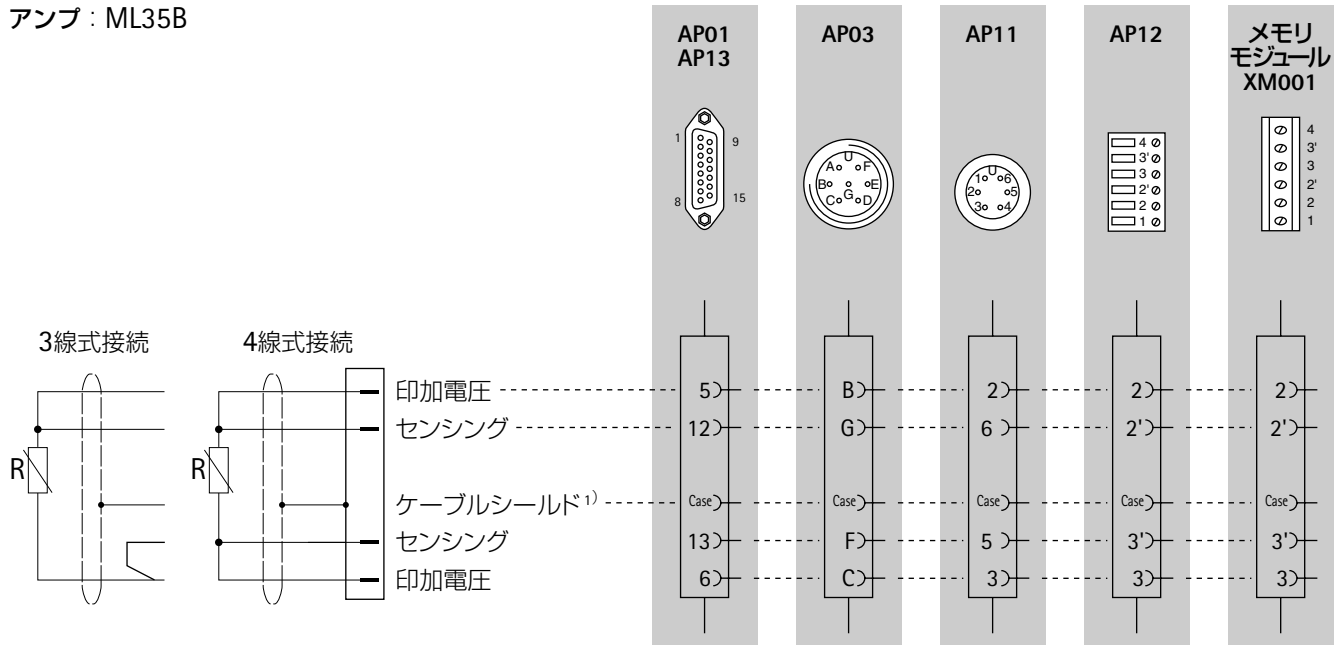 アンプ：ML35B
AP01
AP13
AP03
AP11
AP12
メモリ
モジュール
XM001
1
9
8
15
U
A
F
B
E
G
C
D
U
1
6
2
5
3
4
4
3'
3
2'
2
1
4
3'
3
2'
2
1
3線式接続
4線式接続
R
R
印加電圧 5 B 2 2 2
センシング 12 G 6 2' 2'
ケーブルシールド1) Case Case Case Case Case
センシング 13 F 5 3' 3'
印加電圧 6 C 3 3 3